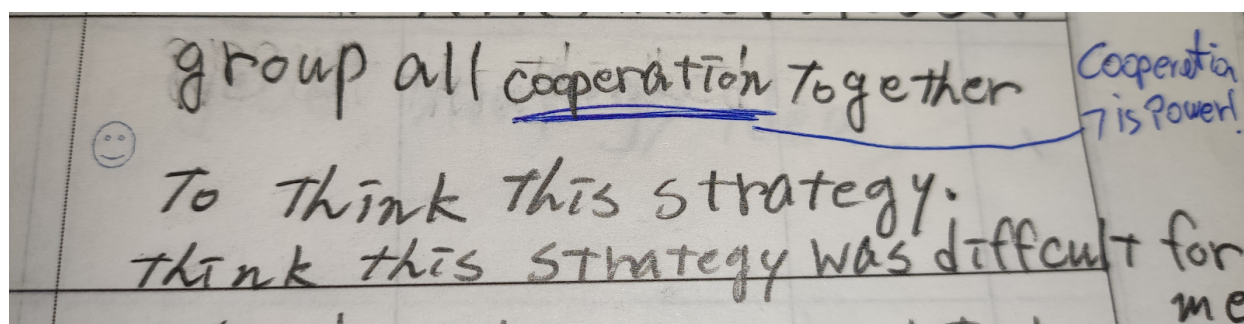 group all cooperation Together
Cooperation
is Power!
To Think This strategy.
think this strategy was diffcult for
me